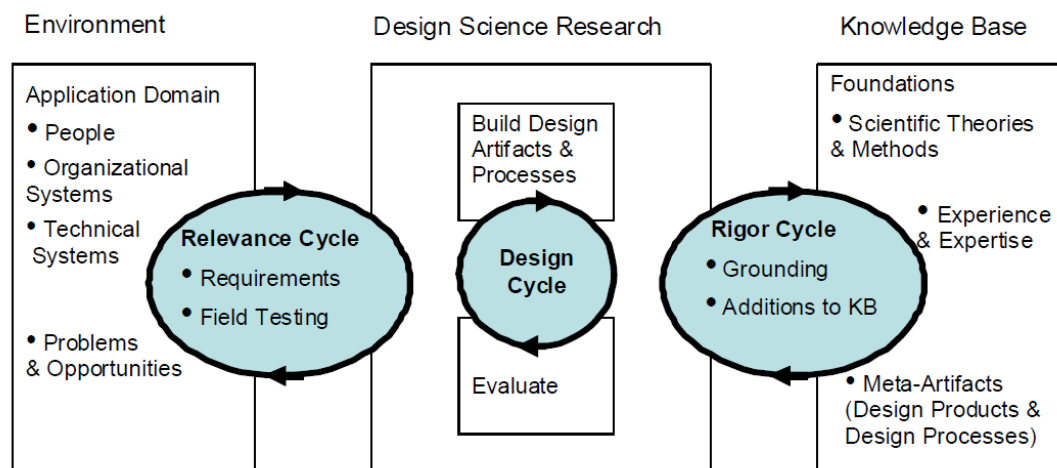 Environment
Design Science Research
Knowledge Base
Application Domain
• People
• Organizational
Systems
• Technical
Systems
• Problems
& Opportunities
Relevance Cycle
• Requirements
• Field Testing
Build Design
Artifacts &
Processes
Design
Cycle
Evaluate
Rigor Cycle
• Grounding
• Additions to KB
Foundations
• Scientific Theories
& Methods
• Experience
& Expertise
• Meta-Artifacts
(Design Products &
Design Processes)